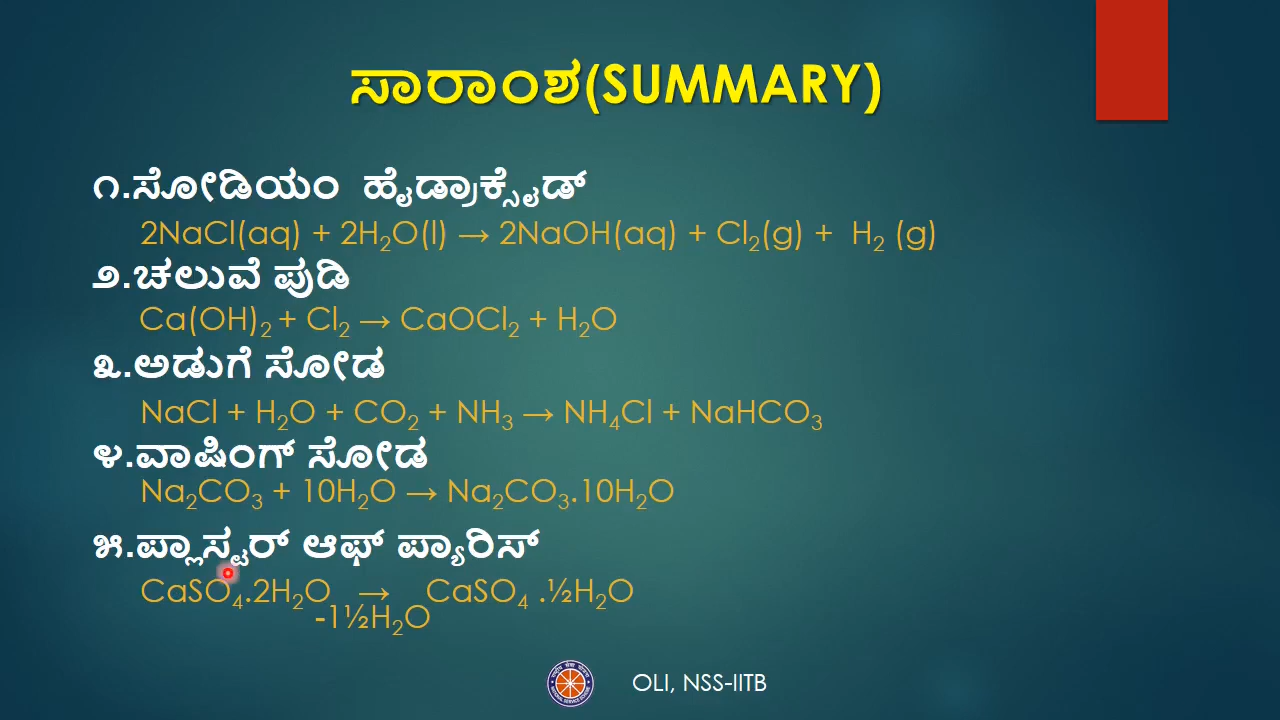 ಸಾರಾಂಶ(SUMMARY)
೧.ಸೋಡಿಯಂ ಹೈಡ್ರಾಕ್ಸೈಡ್
2NaCl(aq) + 2H₂O(l) → 2NaOH(aq) + Cl₂(g) + H₂ (g)
೨.ಚಲುವೆ ಪುಡಿ
Ca(OH)₂ + Cl₂ → CaOCl₂ + H₂O
೩.ಅಡುಗೆ ಸೋಡ
NaCl + H₂O + CO₂ + NH₃ → NH₄Cl + NaHCO₃
೪.ವಾಷಿಂಗ್ ಸೋಡ
Na₂CO₃ + 10H₂O → Na₂CO₃.10H₂O
೫.ಪ್ಲಾಸ್ಟರ್ ಆಫ್ ಪ್ಯಾರಿಸ್
CaSO₄.2H₂O → CaSO₄ .½H₂O
-1½H₂O
OLI, NSS-IITB